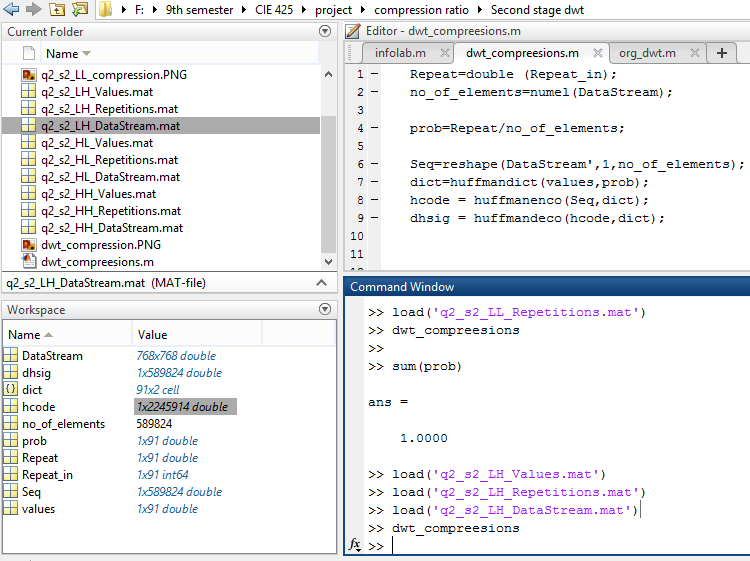 F: 9th semester CIE 425 project compression ratio Second stage dwt
Current Folder
Name
q2_s2_LL_compression.PNG
q2_s2_LH_Values.mat
q2_s2_LH_Repetitions.mat
q2_s2_LH_DataStream.mat
q2_s2_HL_Values.mat
q2_s2_HL_Repetitions.mat
q2_s2_HL_DataStream.mat
q2_s2_HH_Values.mat
q2_s2_HH_Repetitions.mat
q2_s2_HH_DataStream.mat
dwt_compression.PNG
dwt_compreesions.m
q2_s2_LH_DataStream.mat (MAT-file)
Workspace
Name Value
DataStream 768x768 double
dhsig 1x589824 double
dict 91x2 cell
hcode 1x2245914 double
no_of_elements 589824
prob 1x91 double
Repeat 1x91 double
Repeat_in 1x91 int64
Seq 1x589824 double
values 1x91 double
Editor - dwt_compreesions.m
infolab.m dwt_compreesions.m org_dwt.m +
1 Repeat=double (Repeat_in);
2 no_of_elements=numel(DataStream);
3
4 prob=Repeat/no_of_elements;
5
6 Seq=reshape(DataStream',1,no_of_elements);
7 dict=huffmandict(values,prob);
8 hcode = huffmanenco(Seq,dict);
9 dhsig = huffmandeco(hcode,dict);
10
11
Command Window
>> load('q2_s2_LL_Repetitions.mat')
>> dwt_compreesions
>>
>> sum(prob)
ans =
1.0000
>> load('q2_s2_LH_Values.mat')
>> load('q2_s2_LH_Repetitions.mat')
>> load('q2_s2_LH_DataStream.mat')
>> dwt_compreesions
fx >>